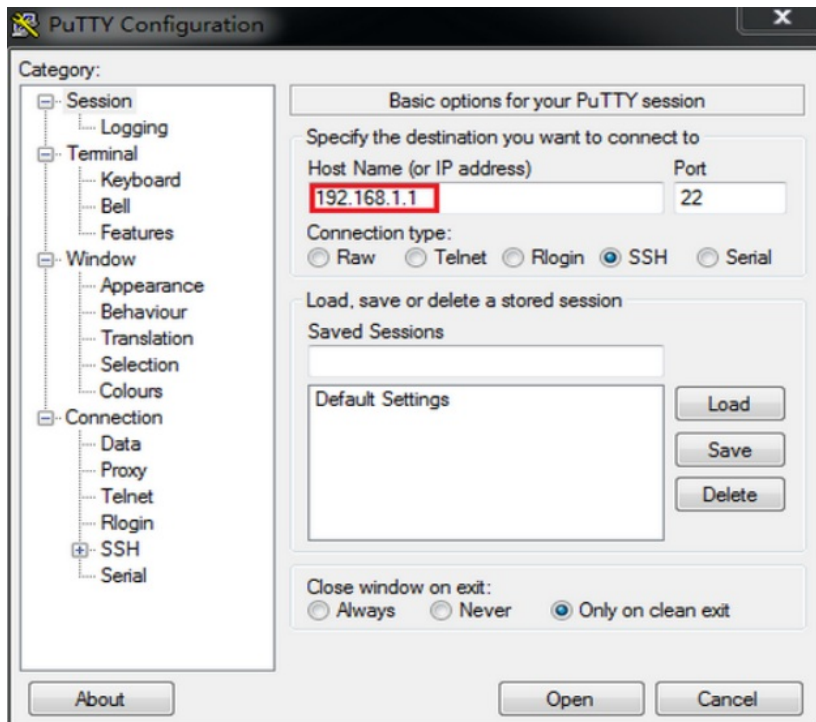 PuTTY Configuration
Category:
Session
Logging
Terminal
Keyboard
Bell
Features
Window
Appearance
Behaviour
Translation
Selection
Colours
Connection
Data
Proxy
Telnet
Rlogin
SSH
Serial
Basic options for your PuTTY session
Specify the destination you want to connect to
Host Name (or IP address) Port
192.168.1.1 22
Connection type:
Raw Telnet Rlogin SSH Serial
Load, save or delete a stored session
Saved Sessions
Default Settings
Load
Save
Delete
Close window on exit:
Always Never Only on clean exit
About Open Cancel